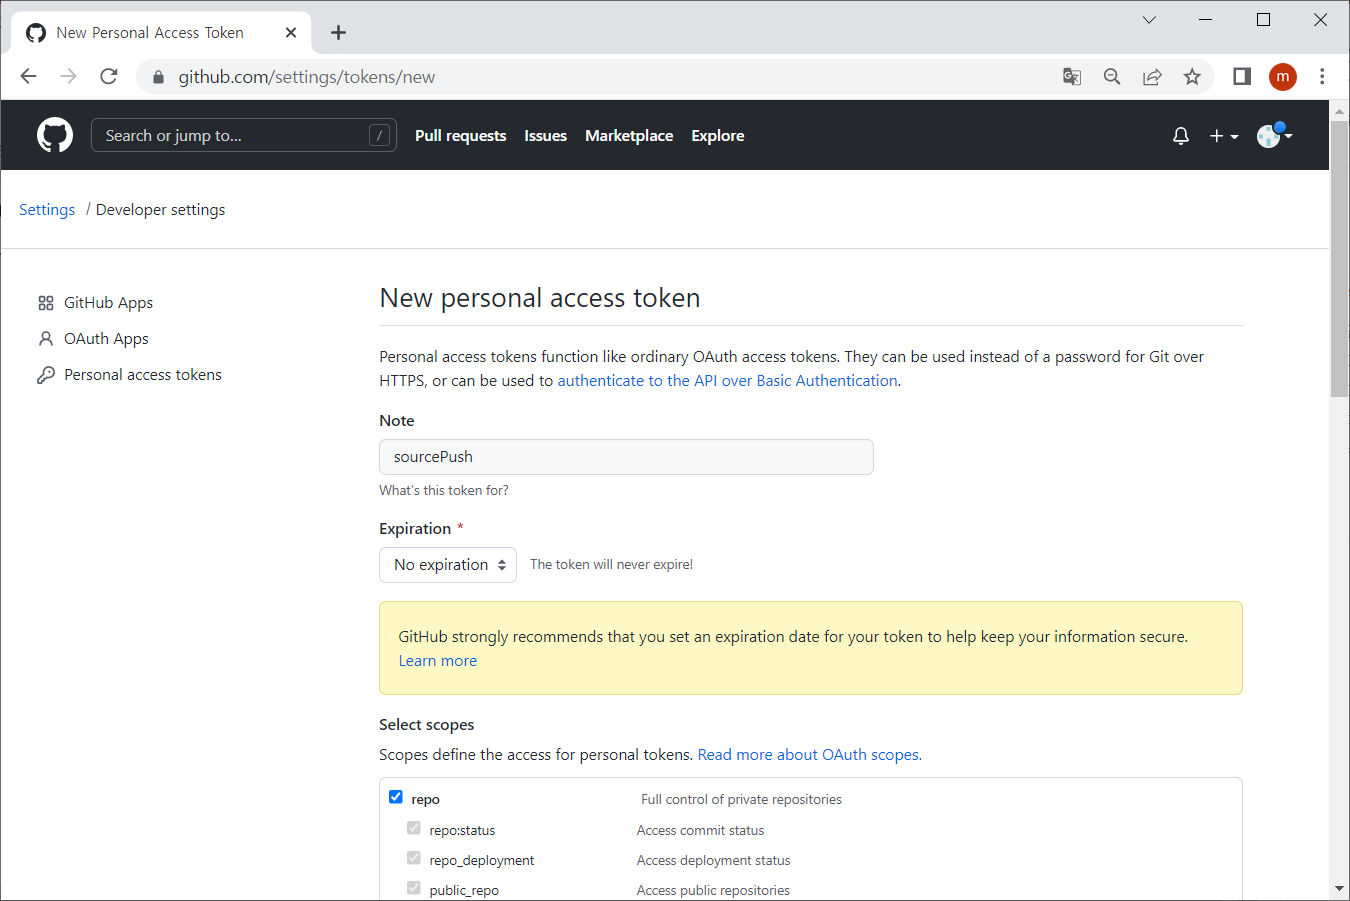 New Personal Access Token
github.com/settings/tokens/new
m
Search or jump to... /
Pull requests Issues Marketplace Explore
Settings / Developer settings
GitHub Apps
OAuth Apps
Personal access tokens
New personal access token
Personal access tokens function like ordinary OAuth access tokens. They can be used instead of a password for Git over
HTTPS, or can be used to authenticate to the API over Basic Authentication.
Note
sourcePush
What's this token for?
Expiration *
No expiration The token will never expire!
GitHub strongly recommends that you set an expiration date for your token to help keep your information secure.
Learn more
Select scopes
Scopes define the access for personal tokens. Read more about OAuth scopes.
repo Full control of private repositories
repo:status Access commit status
repo_deployment Access deployment status
public_repo Access public repositories